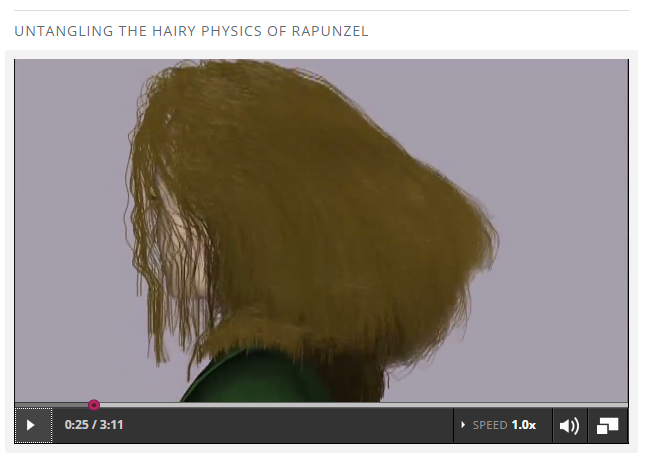 UNTANGLING THE HAIRY PHYSICS OF RAPUNZEL
0:25 / 3:11
SPEED 1.0x